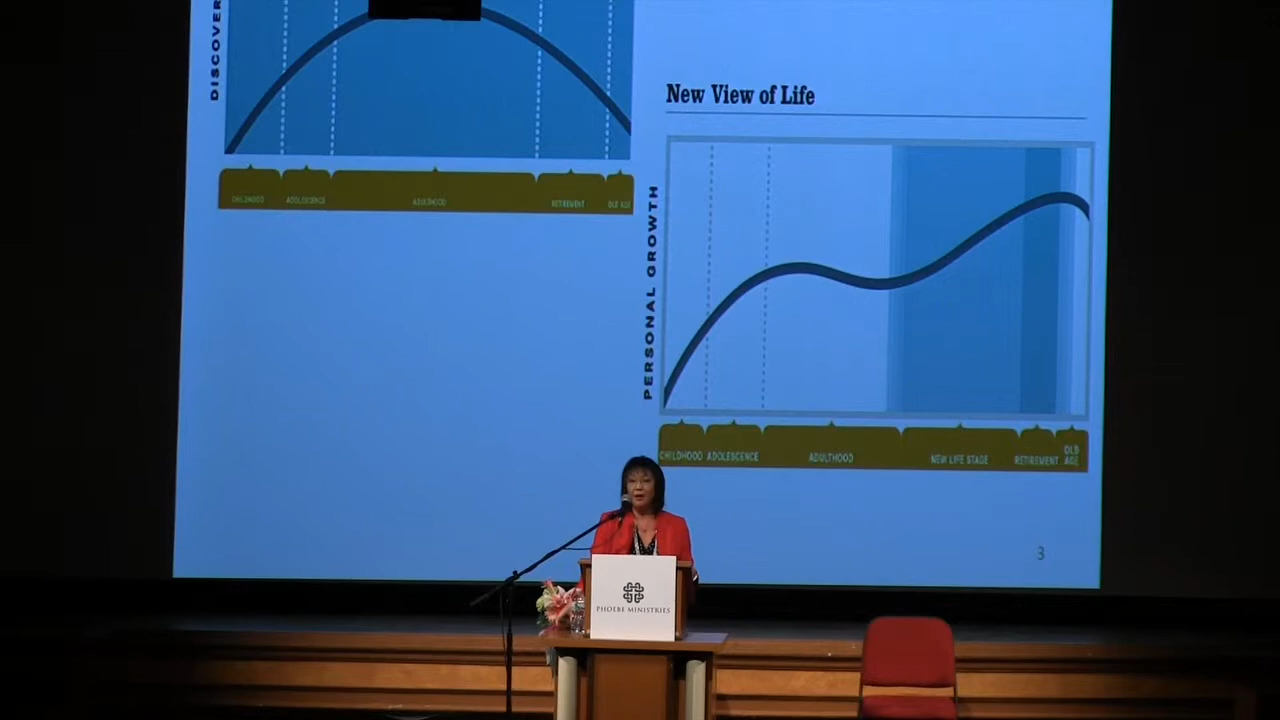 DISCOVER
CHILDHOOD ADOLESCENCE ADULTHOOD RETIREMENT OLD AGE
New View of Life
PERSONAL GROWTH
CHILDHOOD ADOLESCENCE ADULTHOOD NEW LIFE STAGE RETIREMENT OLD AGE
3
PHOEBE MINISTRIES